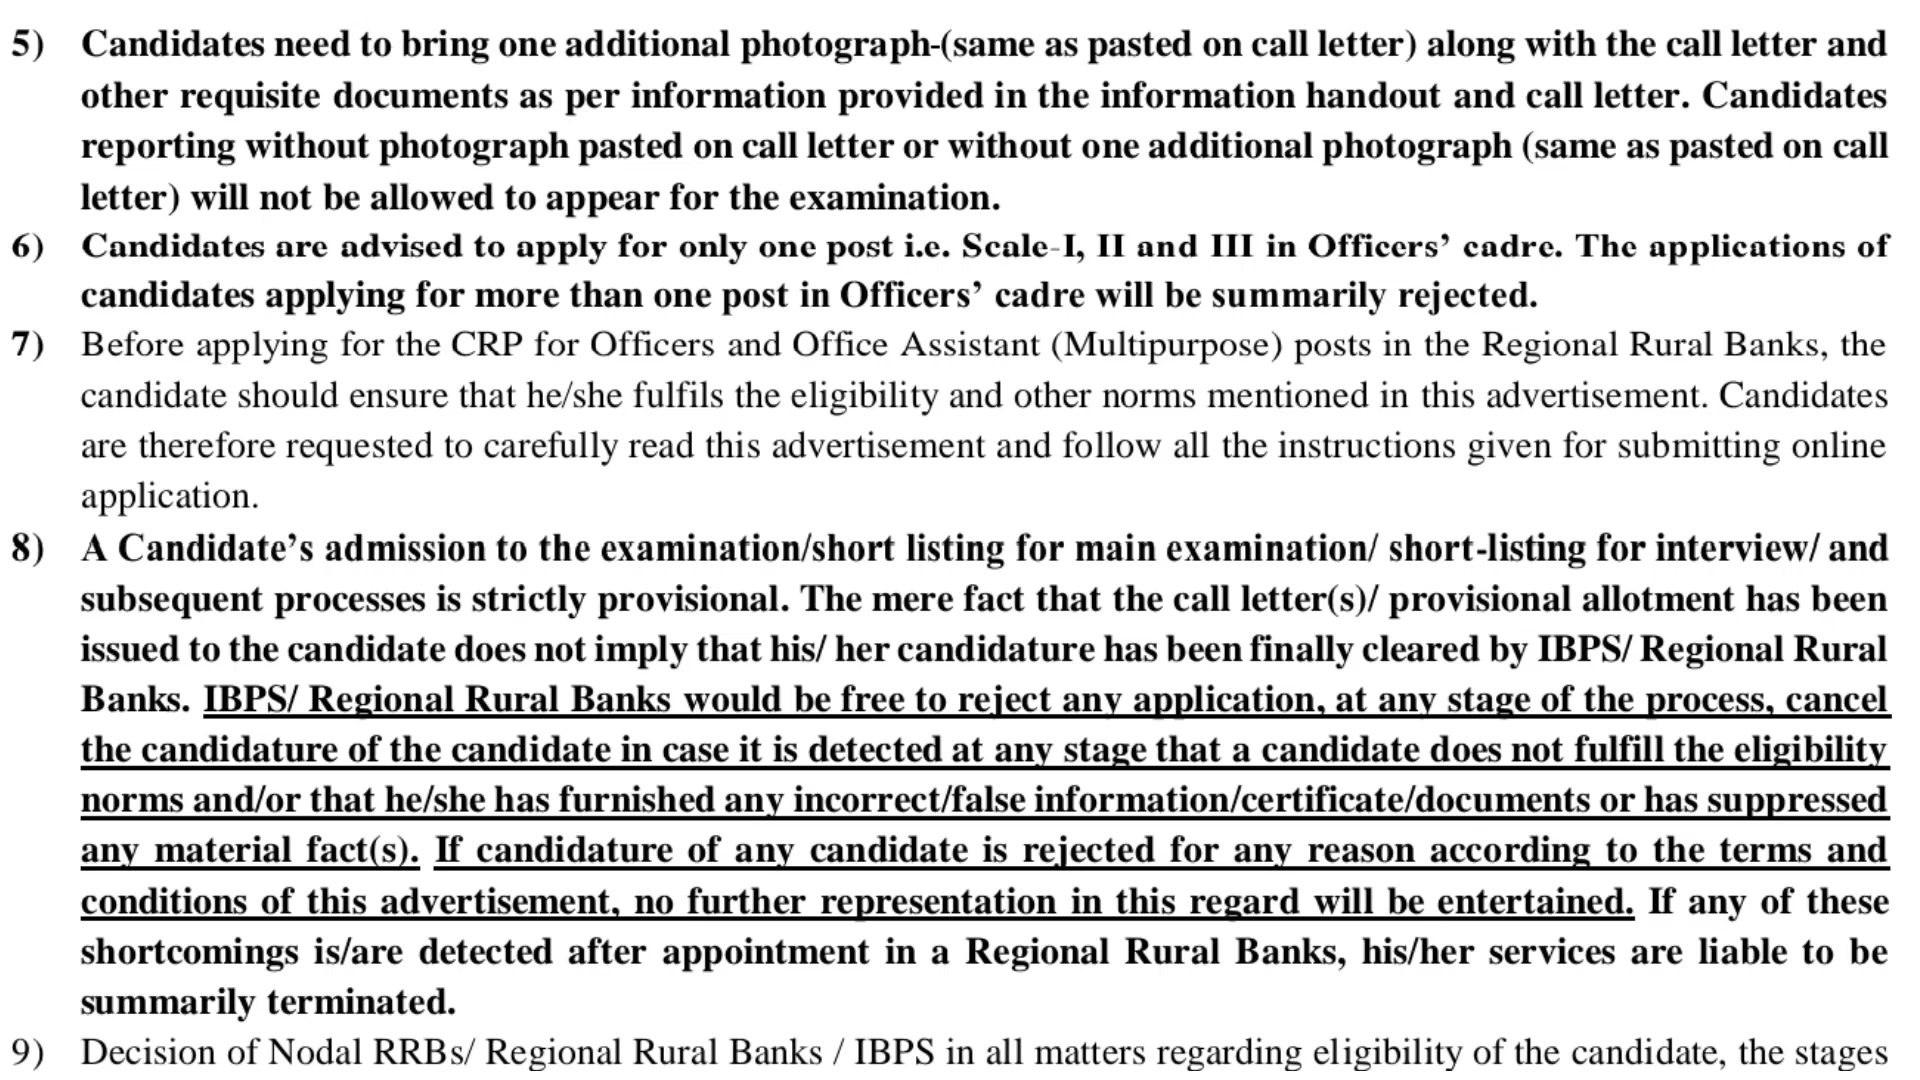 5) Candidates need to bring one additional photograph-(same as pasted on call letter) along with the call letter and
other requisite documents as per information provided in the information handout and call letter. Candidates
reporting without photograph pasted on call letter or without one additional photograph (same as pasted on call
letter) will not be allowed to appear for the examination.
6) Candidates are advised to apply for only one post i.e. Scale-I, II and III in Officers’ cadre. The applications of
candidates applying for more than one post in Officers’ cadre will be summarily rejected.
7) Before applying for the CRP for Officers and Office Assistant (Multipurpose) posts in the Regional Rural Banks, the
candidate should ensure that he/she fulfils the eligibility and other norms mentioned in this advertisement. Candidates
are therefore requested to carefully read this advertisement and follow all the instructions given for submitting online
application.
8) A Candidate’s admission to the examination/short listing for main examination/ short-listing for interview/ and
subsequent processes is strictly provisional. The mere fact that the call letter(s)/ provisional allotment has been
issued to the candidate does not imply that his/ her candidature has been finally cleared by IBPS/ Regional Rural
Banks. IBPS/ Regional Rural Banks would be free to reject any application, at any stage of the process, cancel
the candidature of the candidate in case it is detected at any stage that a candidate does not fulfill the eligibility
norms and/or that he/she has furnished any incorrect/false information/certificate/documents or has suppressed
any material fact(s). If candidature of any candidate is rejected for any reason according to the terms and
conditions of this advertisement, no further representation in this regard will be entertained. If any of these
shortcomings is/are detected after appointment in a Regional Rural Banks, his/her services are liable to be
summarily terminated.
9) Decision of Nodal RRBs/ Regional Rural Banks / IBPS in all matters regarding eligibility of the candidate, the stages